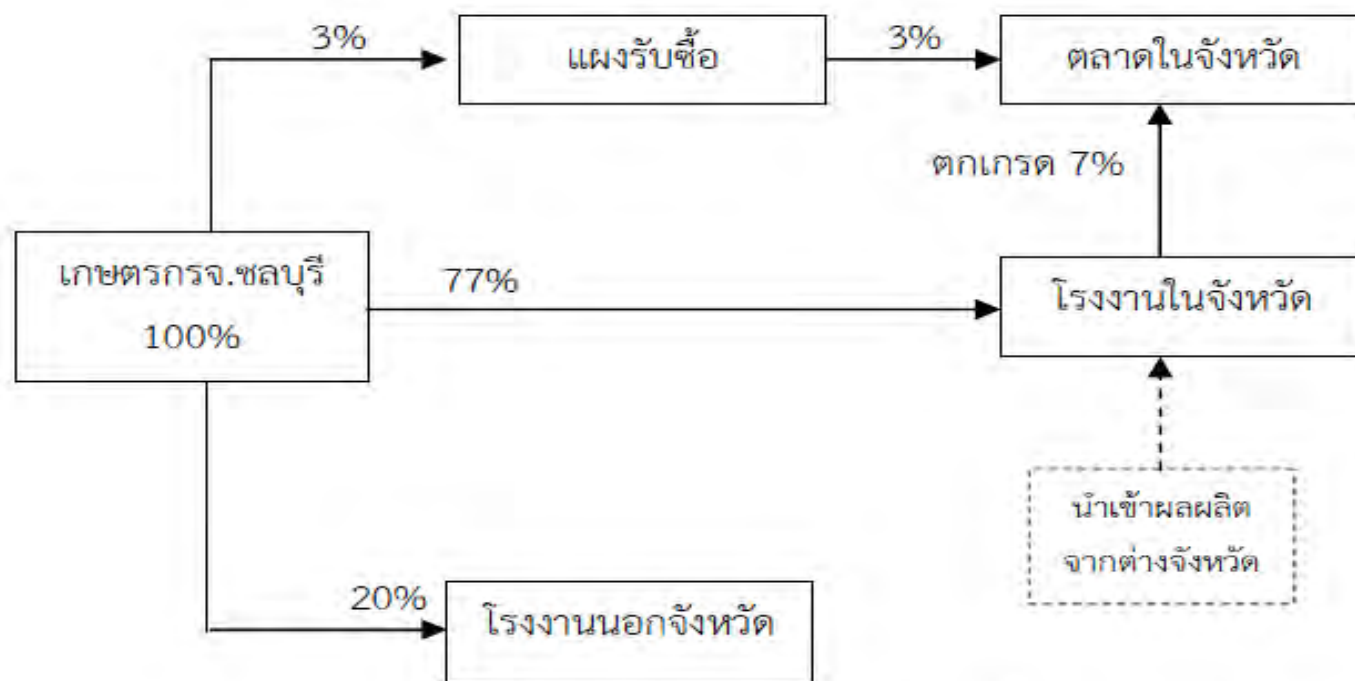 3%
แผงรับซื้อ
3%
ตลาดในจังหวัด
ตกเกรด 7%
เกษตรกรจ.ชลบุรี
100%
77%
โรงงานในจังหวัด
นำเข้าผลผลิต
จากต่างจังหวัด
20%
โรงงานนอกจังหวัด